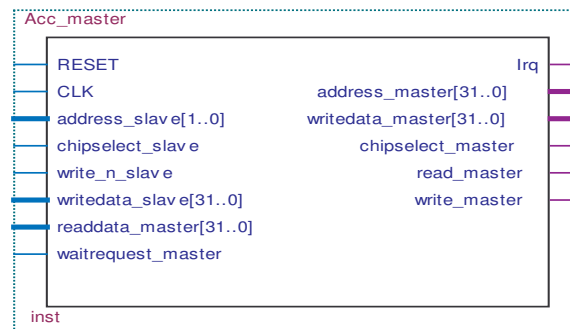 Acc_master
RESET
Irq
CLK
address_master[31..0]
address_slave[1..0]
writedata_master[31..0]
chipselect_slave
chipselect_master
write_n_slave
read_master
writedata_slave[31..0]
write_master
readdata_master[31..0]
waitrequest_master
inst